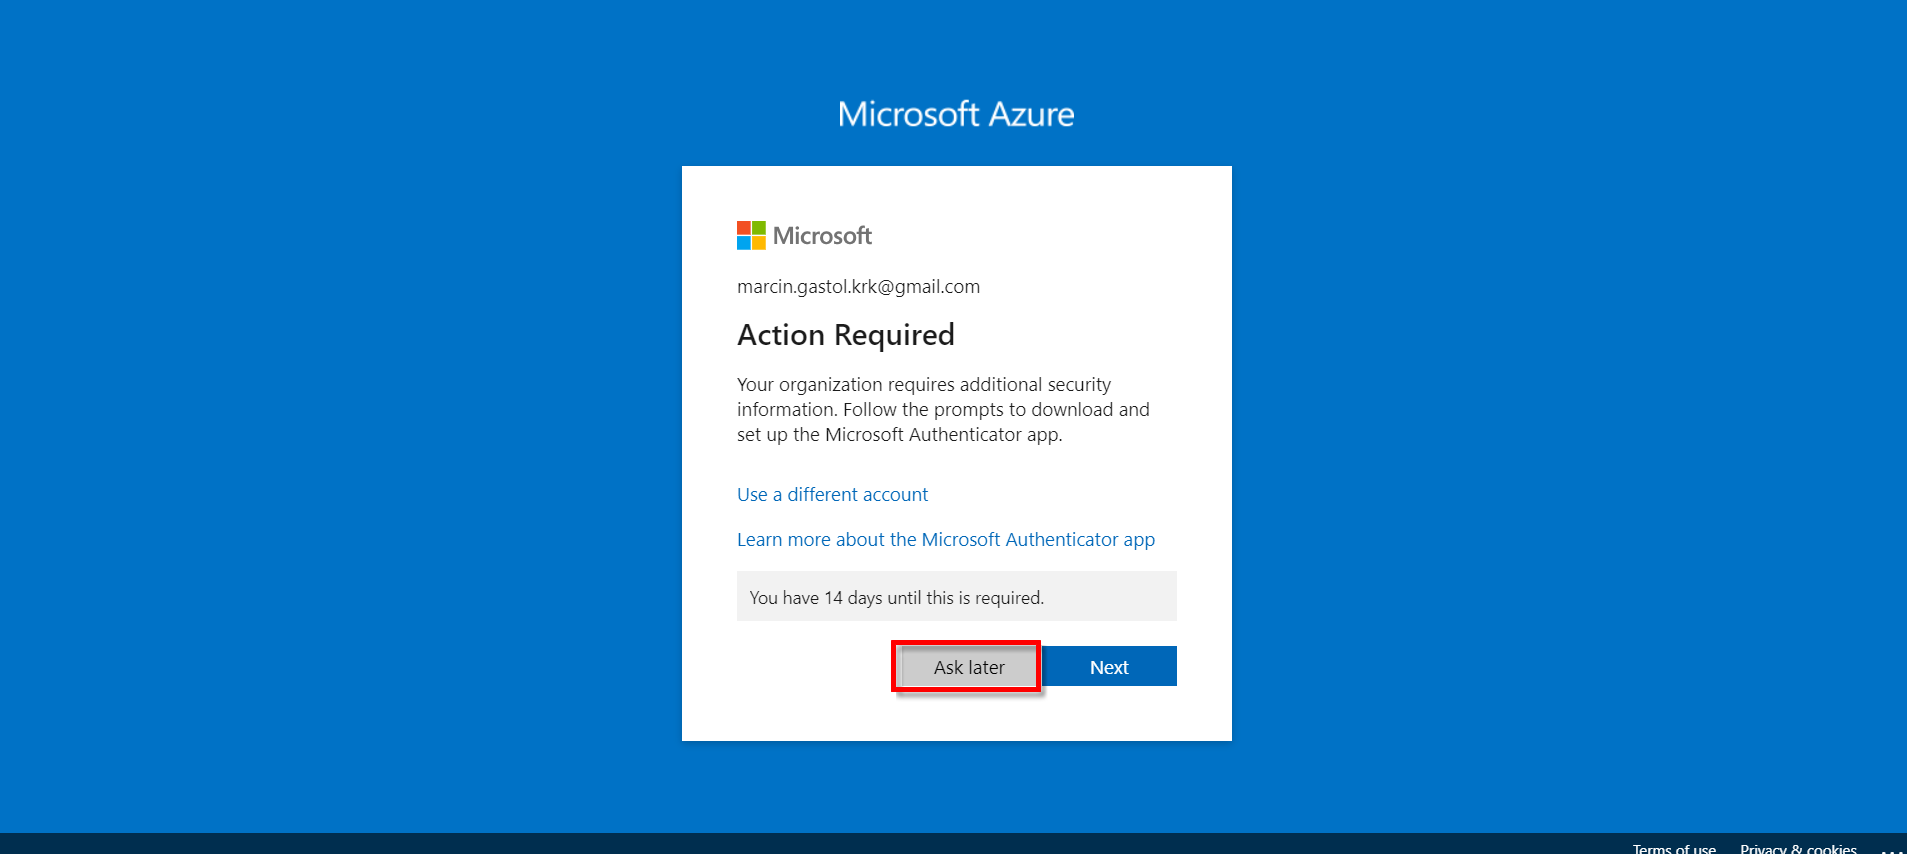 Microsoft Azure
Microsoft
marcin.gastol.krk@gmail.com
Action Required
Your organization requires additional security
information. Follow the prompts to download and
set up the Microsoft Authenticator app.
Use a different account
Learn more about the Microsoft Authenticator app
You have 14 days until this is required.
Ask later
Next
Terms of use
Privacy & cookies
...